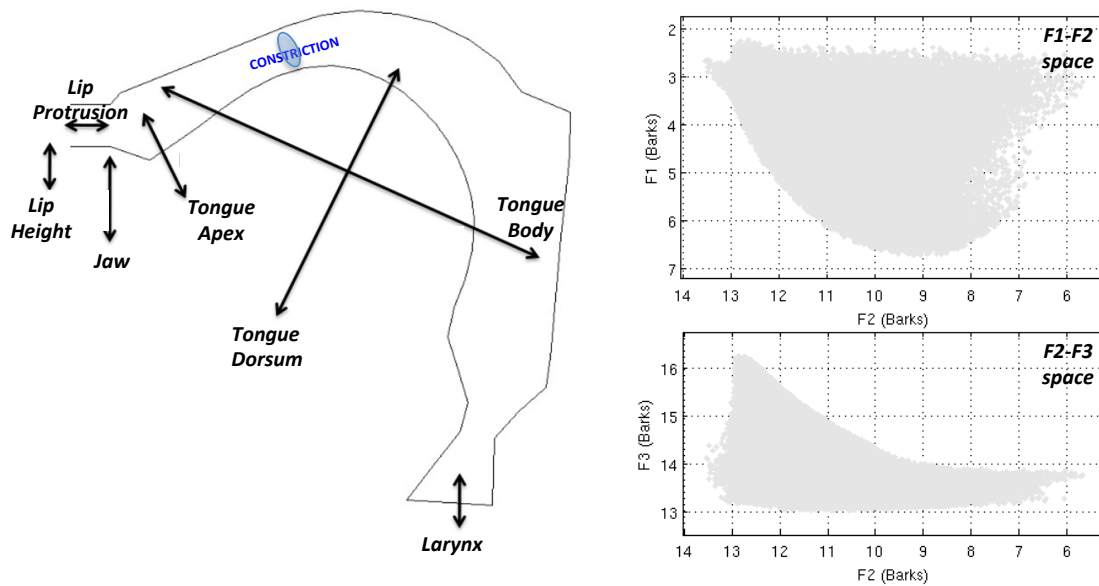 CONSTRICTION
Lip
Protrusion
Lip
Height
Jaw
Tongue
Apex
Tongue
Body
Tongue
Dorsum
Larynx
F1-F2
space
2
3
4
5
6
7
F1 (Barks)
14 13 12 11 10 9 8 7 6
F2 (Barks)
F2-F3
space
16
15
14
13
F3 (Barks)
14 13 12 11 10 9 8 7 6
F2 (Barks)